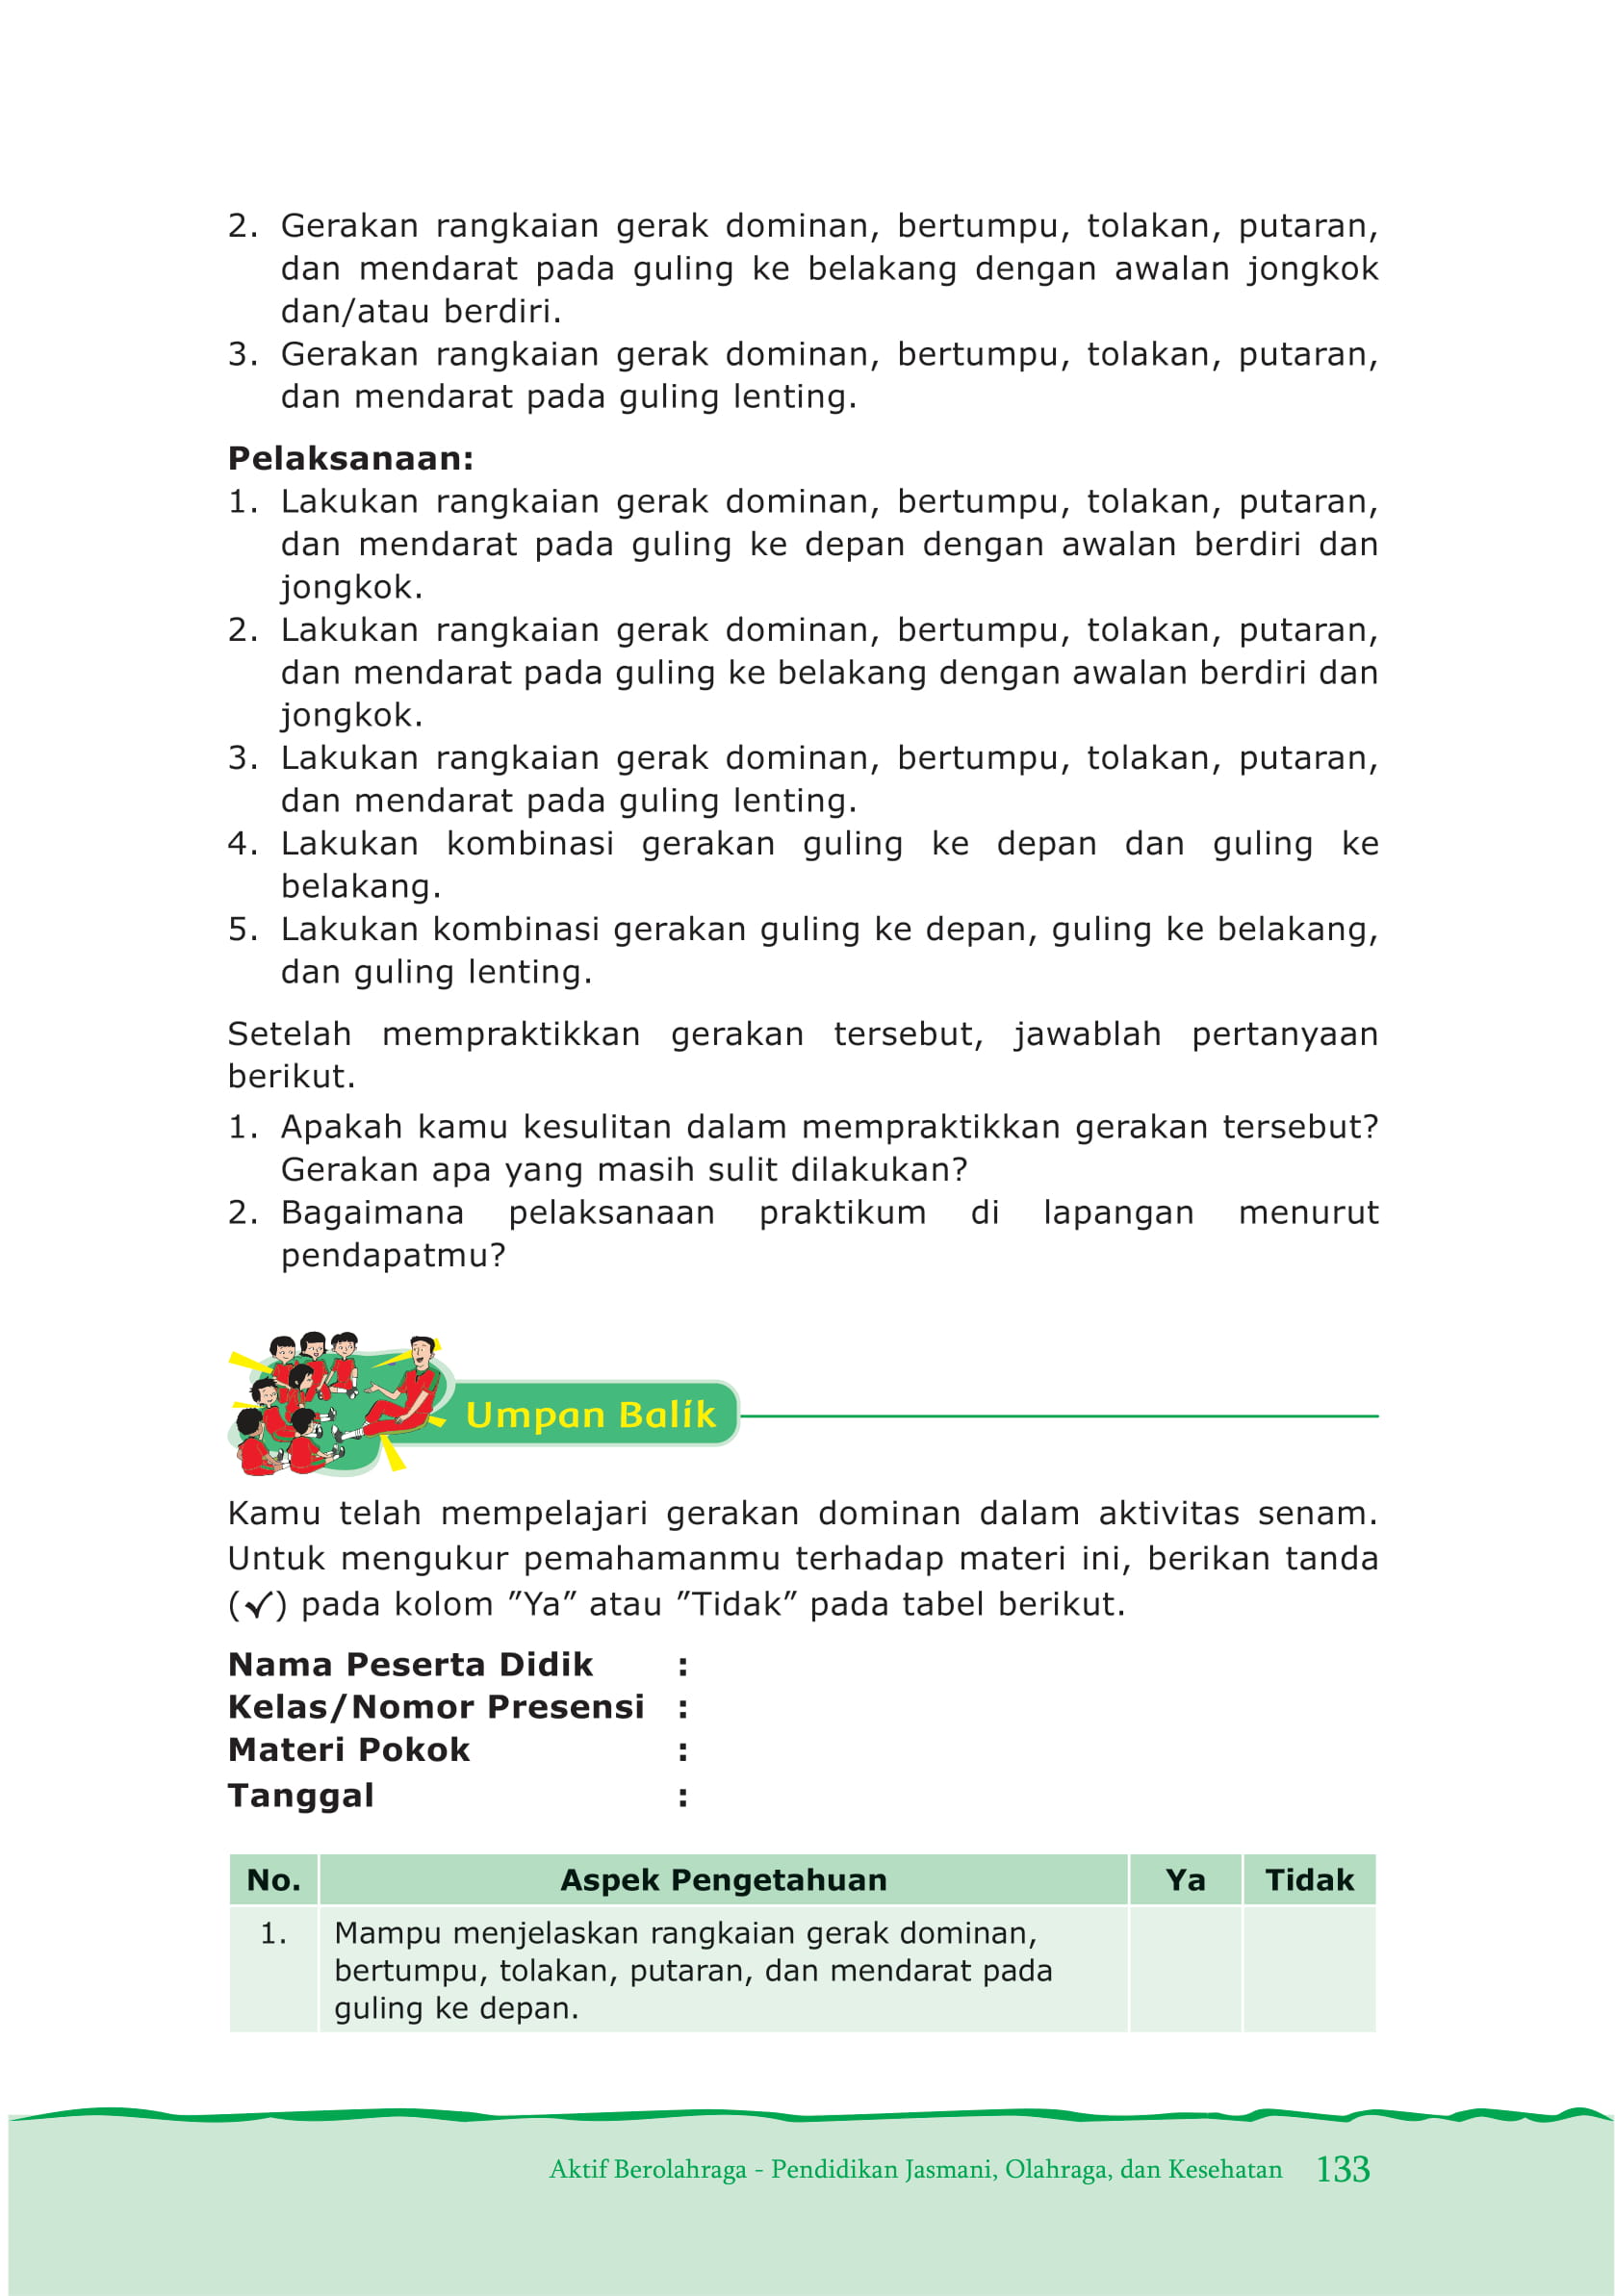 2. Gerakan rangkaian gerak dominan, bertumpu, tolakan, putaran,
dan mendarat pada guling ke belakang dengan awalan jongkok
dan/atau berdiri.
3. Gerakan rangkaian gerak dominan, bertumpu, tolakan, putaran,
dan mendarat pada guling lenting.
Pelaksanaan:
1. Lakukan rangkaian gerak dominan, bertumpu, tolakan, putaran,
dan mendarat pada guling ke depan dengan awalan berdiri dan
jongkok.
2. Lakukan rangkaian gerak dominan, bertumpu, tolakan, putaran,
dan mendarat pada guling ke belakang dengan awalan berdiri dan
jongkok.
3. Lakukan rangkaian gerak dominan, bertumpu, tolakan, putaran,
dan mendarat pada guling lenting.
4. Lakukan kombinasi gerakan guling ke depan dan guling ke
belakang.
5. Lakukan kombinasi gerakan guling ke depan, guling ke belakang,
dan guling lenting.
Setelah mempraktikkan gerakan tersebut, jawablah pertanyaan
berikut.
1. Apakah kamu kesulitan dalam mempraktikkan gerakan tersebut?
Gerakan apa yang masih sulit dilakukan?
2. Bagaimana pelaksanaan praktikum di lapangan menurut
pendapatmu?
Umpan Balik
Kamu telah mempelajari gerakan dominan dalam aktivitas senam.
Untuk mengukur pemahamanmu terhadap materi ini, berikan tanda
(✓) pada kolom ”Ya” atau ”Tidak” pada tabel berikut.
Nama Peserta Didik :
Kelas/Nomor Presensi :
Materi Pokok :
Tanggal :
No. Aspek Pengetahuan Ya Tidak
1. Mampu menjelaskan rangkaian gerak dominan,
bertumpu, tolakan, putaran, dan mendarat pada
guling ke depan.
Aktif Berolahraga - Pendidikan Jasmani, Olahraga, dan Kesehatan 133